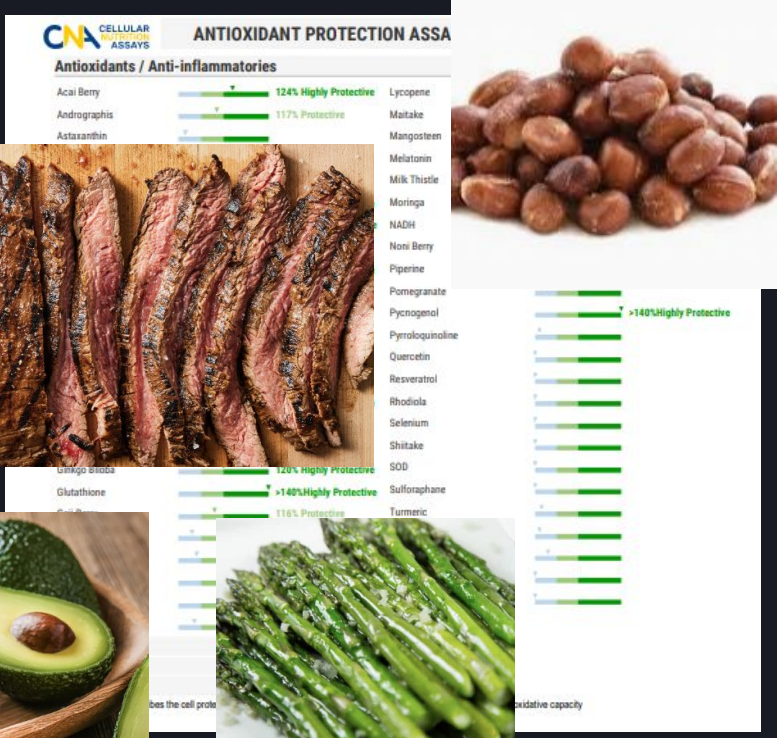 CNA CELLULAR NUTRITION ASSAYS
ANTIOXIDANT PROTECTION ASSA
Antioxidants / Anti-inflammatories
Acai Berry 124% Highly Protective
Andrographis 117% Protective
Astaxanthin
Ginkgo Biloba 120% Highly Protective
Glutathione >140%Highly Protective
116% Protective
Lycopene
Maitake
Mangosteen
Melatonin
Milk Thistle
Moringa
NADH
Noni Berry
Piperine
Pomegranate
Pycnogenol >140%Highly Protective
Pyrroloquinoline
Quercetin
Resveratrol
Rhodiola
Selenium
Shiitake
SOD
Sulforaphane
Turmeric
bes the cell prote
oxidative capacity